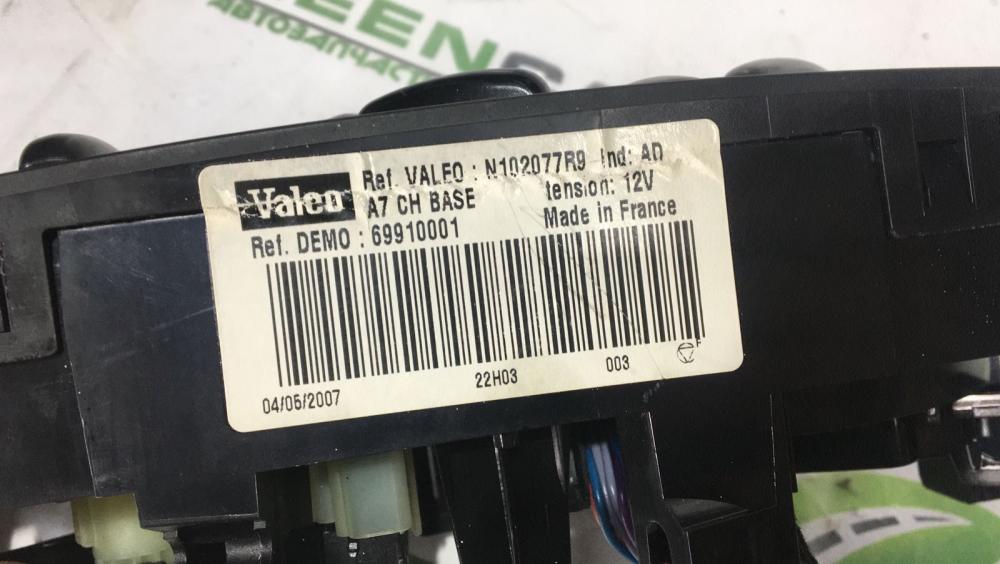 АВТОЗАПЧАСТ
Valeo
Ref. VALEO : N102077R9 Ind: AD
A7 CH BASE tension: 12V
Ref. DEMO : 69910001 Made in France
04/05/2007 22H03 003 F